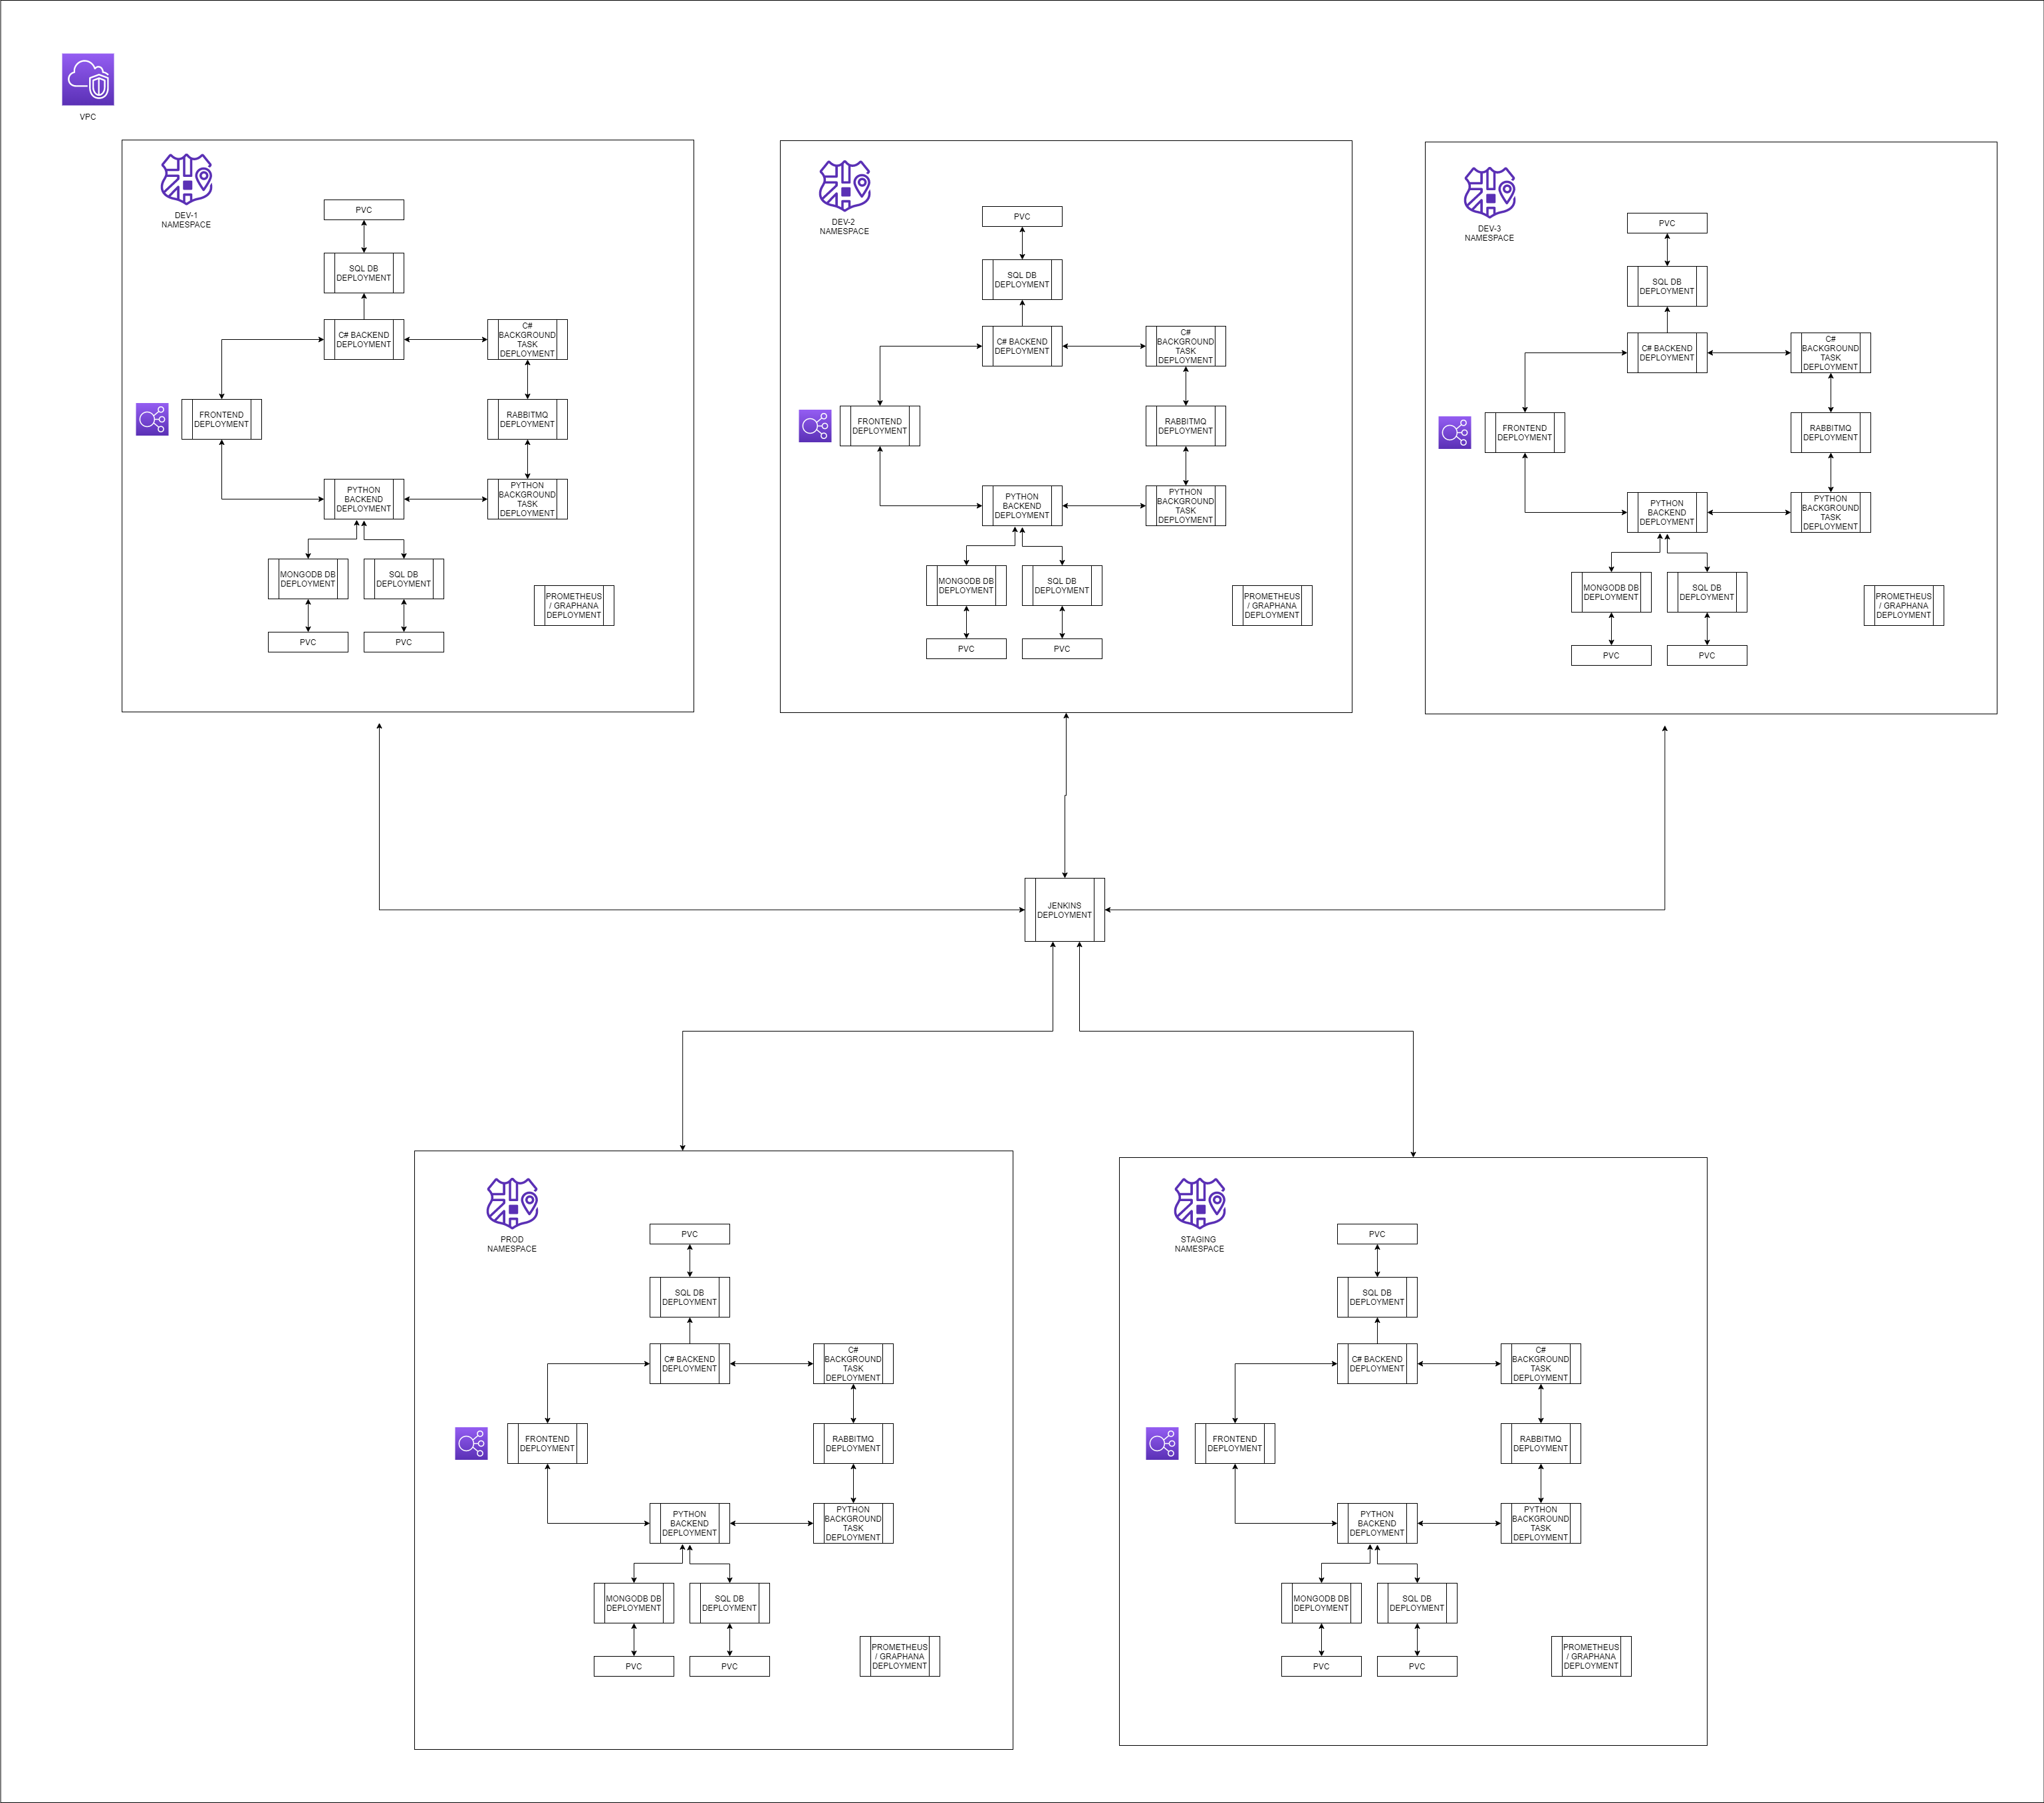 VPC
DEV-1
NAMESPACE
PVC
SQL DB
DEPLOYMENT
C# BACKEND
DEPLOYMENT
C#
BACKGROUND
TASK
DEPLOYMENT
FRONTEND
DEPLOYMENT
RABBITMQ
DEPLOYMENT
PYTHON
BACKEND
DEPLOYMENT
PYTHON
BACKGROUND
TASK
DEPLOYMENT
MONGODB DB
DEPLOYMENT
SQL DB
DEPLOYMENT
PROMETHEUS
/ GRAPHANA
DEPLOYMENT
PVC
PVC
DEV-2
NAMESPACE
PVC
SQL DB
DEPLOYMENT
C# BACKEND
DEPLOYMENT
C#
BACKGROUND
TASK
DEPLOYMENT
FRONTEND
DEPLOYMENT
RABBITMQ
DEPLOYMENT
PYTHON
BACKEND
DEPLOYMENT
PYTHON
BACKGROUND
TASK
DEPLOYMENT
MONGODB DB
DEPLOYMENT
SQL DB
DEPLOYMENT
PROMETHEUS
/ GRAPHANA
DEPLOYMENT
PVC
PVC
DEV-3
NAMESPACE
PVC
SQL DB
DEPLOYMENT
C# BACKEND
DEPLOYMENT
C#
BACKGROUND
TASK
DEPLOYMENT
FRONTEND
DEPLOYMENT
RABBITMQ
DEPLOYMENT
PYTHON
BACKEND
DEPLOYMENT
PYTHON
BACKGROUND
TASK
DEPLOYMENT
MONGODB DB
DEPLOYMENT
SQL DB
DEPLOYMENT
PROMETHEUS
/ GRAPHANA
DEPLOYMENT
PVC
PVC
JENKINS
DEPLOYMENT
PROD
NAMESPACE
PVC
SQL DB
DEPLOYMENT
C# BACKEND
DEPLOYMENT
C#
BACKGROUND
TASK
DEPLOYMENT
FRONTEND
DEPLOYMENT
RABBITMQ
DEPLOYMENT
PYTHON
BACKEND
DEPLOYMENT
PYTHON
BACKGROUND
TASK
DEPLOYMENT
MONGODB DB
DEPLOYMENT
SQL DB
DEPLOYMENT
PROMETHEUS
/ GRAPHANA
DEPLOYMENT
PVC
PVC
STAGING
NAMESPACE
PVC
SQL DB
DEPLOYMENT
C# BACKEND
DEPLOYMENT
C#
BACKGROUND
TASK
DEPLOYMENT
FRONTEND
DEPLOYMENT
RABBITMQ
DEPLOYMENT
PYTHON
BACKEND
DEPLOYMENT
PYTHON
BACKGROUND
TASK
DEPLOYMENT
MONGODB DB
DEPLOYMENT
SQL DB
DEPLOYMENT
PROMETHEUS
/ GRAPHANA
DEPLOYMENT
PVC
PVC